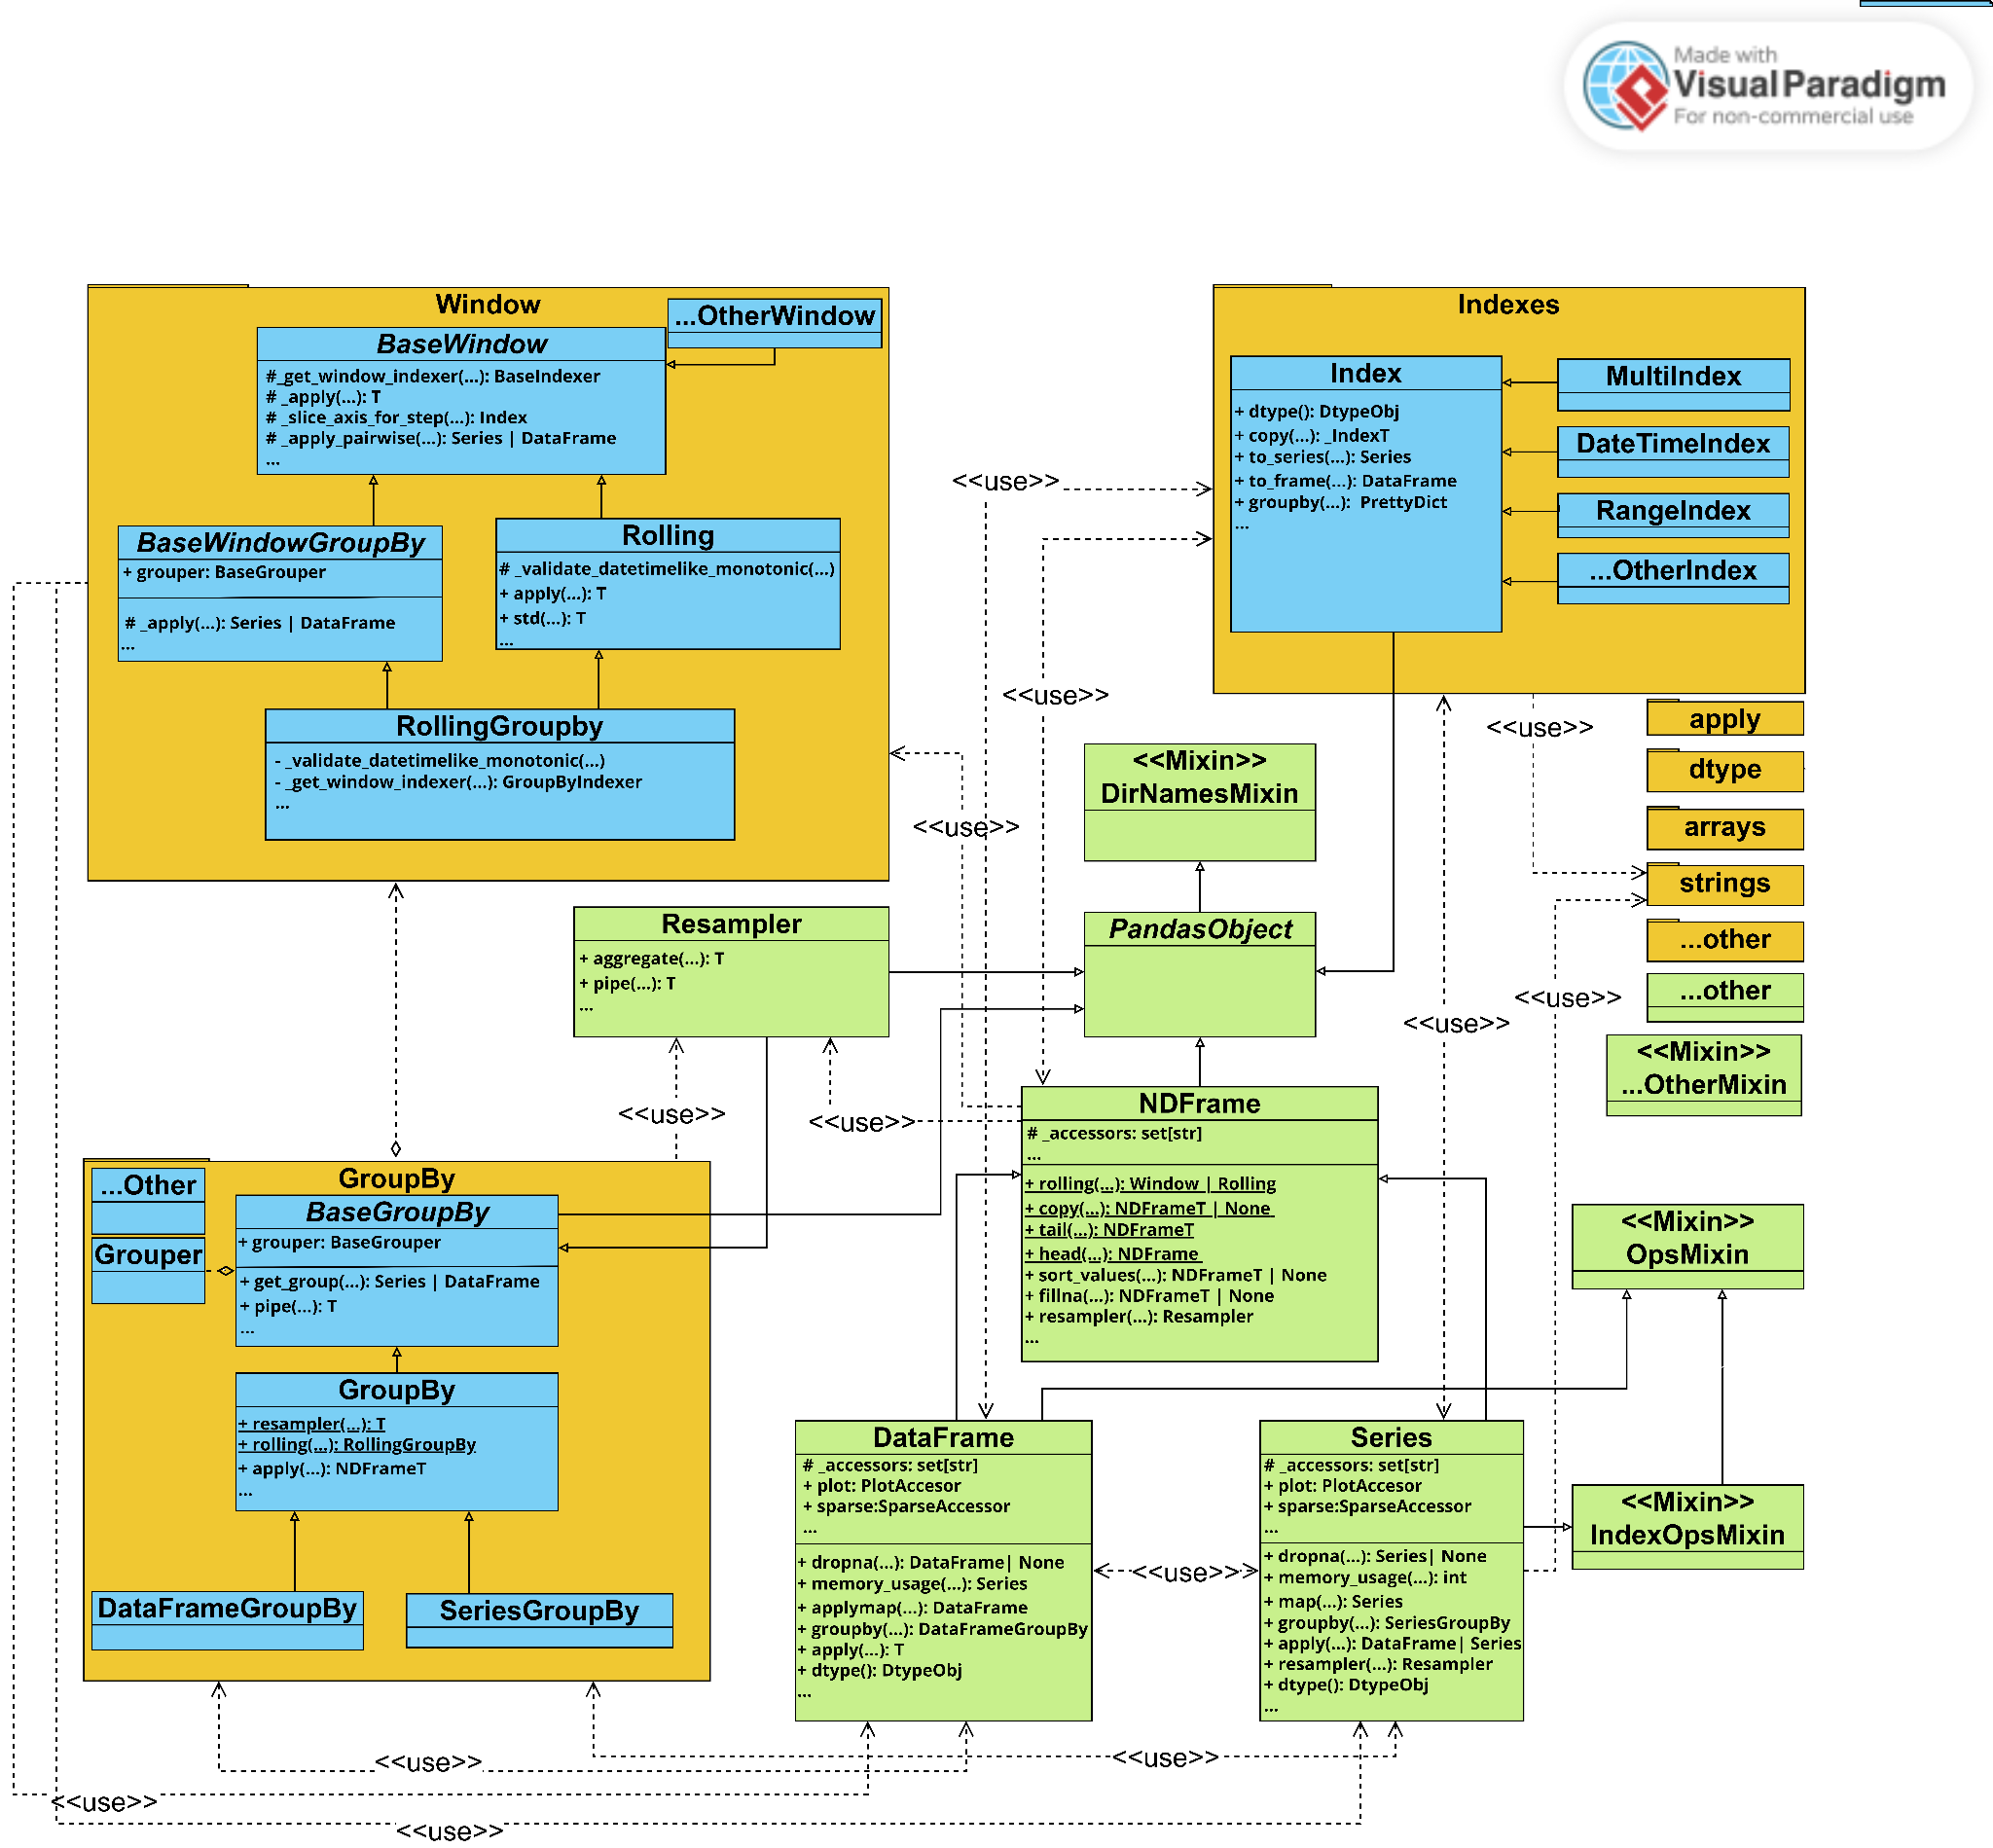 Made with
Visual Paradigm
For non-commercial use
Window
...OtherWindow
BaseWindow
#_get_window_indexer(...): BaseIndexer
# _apply(...): T
# _slice_axis_for_step(...): Index
# _apply_pairwise(...): Series | DataFrame
...
BaseWindowGroupBy
+ grouper: BaseGrouper
# _apply(...): Series | DataFrame
...
Rolling
# _validate_datetimelike_monotonic(...)
+ apply(...): T
+ std(...): T
...
RollingGroupby
- _validate_datetimelike_monotonic(...)
- _get_window_indexer(...): GroupByIndexer
...
Indexes
Index
+ dtype(): DtypeObj
+ copy(...): _IndexT
+ to_series(...): Series
+ to_frame(...): DataFrame
+ groupby(...): PrettyDict
...
MultiIndex
DateTimeIndex
RangeIndex
...OtherIndex
<<use>>
<<use>>
<<use>>
<<use>>
<<use>>
<<use>>
apply
dtype
arrays
strings
...other
...other
<<Mixin>>
...OtherMixin
<<Mixin>>
DirNamesMixin
PandasObject
Resampler
+ aggregate(...): T
+ pipe(...): T
...
<<use>>
<<use>>
NDFrame
# _accessors: set[str]
...
+ rolling(...): Window | Rolling
+ copy(...): NDFrameT | None
+ tail(...): NDFrameT
+ head(...): NDFrame
+ sort_values(...): NDFrameT | None
+ fillna(...): NDFrameT | None
+ resampler(...): Resampler
...
GroupBy
...Other
Grouper
BaseGroupBy
+ grouper: BaseGrouper
+ get_group(...): Series | DataFrame
+ pipe(...): T
...
GroupBy
+ resampler(...): T
+ rolling(...): RollingGroupBy
+ apply(...): NDFrameT
...
DataFrameGroupBy
SeriesGroupBy
<<Mixin>>
OpsMixin
<<Mixin>>
IndexOpsMixin
DataFrame
# _accessors: set[str]
+ plot: PlotAccesor
+ sparse:SparseAccessor
...
+ dropna(...): DataFrame| None
+ memory_usage(...): Series
+ applymap(...): DataFrame
+ groupby(...): DataFrameGroupBy
+ apply(...): T
+ dtype(): DtypeObj
...
<<use>>
Series
# _accessors: set[str]
+ plot: PlotAccesor
+ sparse:SparseAccessor
...
+ dropna(...): Series| None
+ memory_usage(...): int
+ map(...): Series
+ groupby(...): SeriesGroupBy
+ apply(...): DataFrame| Series
+ resampler(...): Resampler
+ dtype(): DtypeObj
...
<<use>>
<<use>>
<<use>>
<<use>>